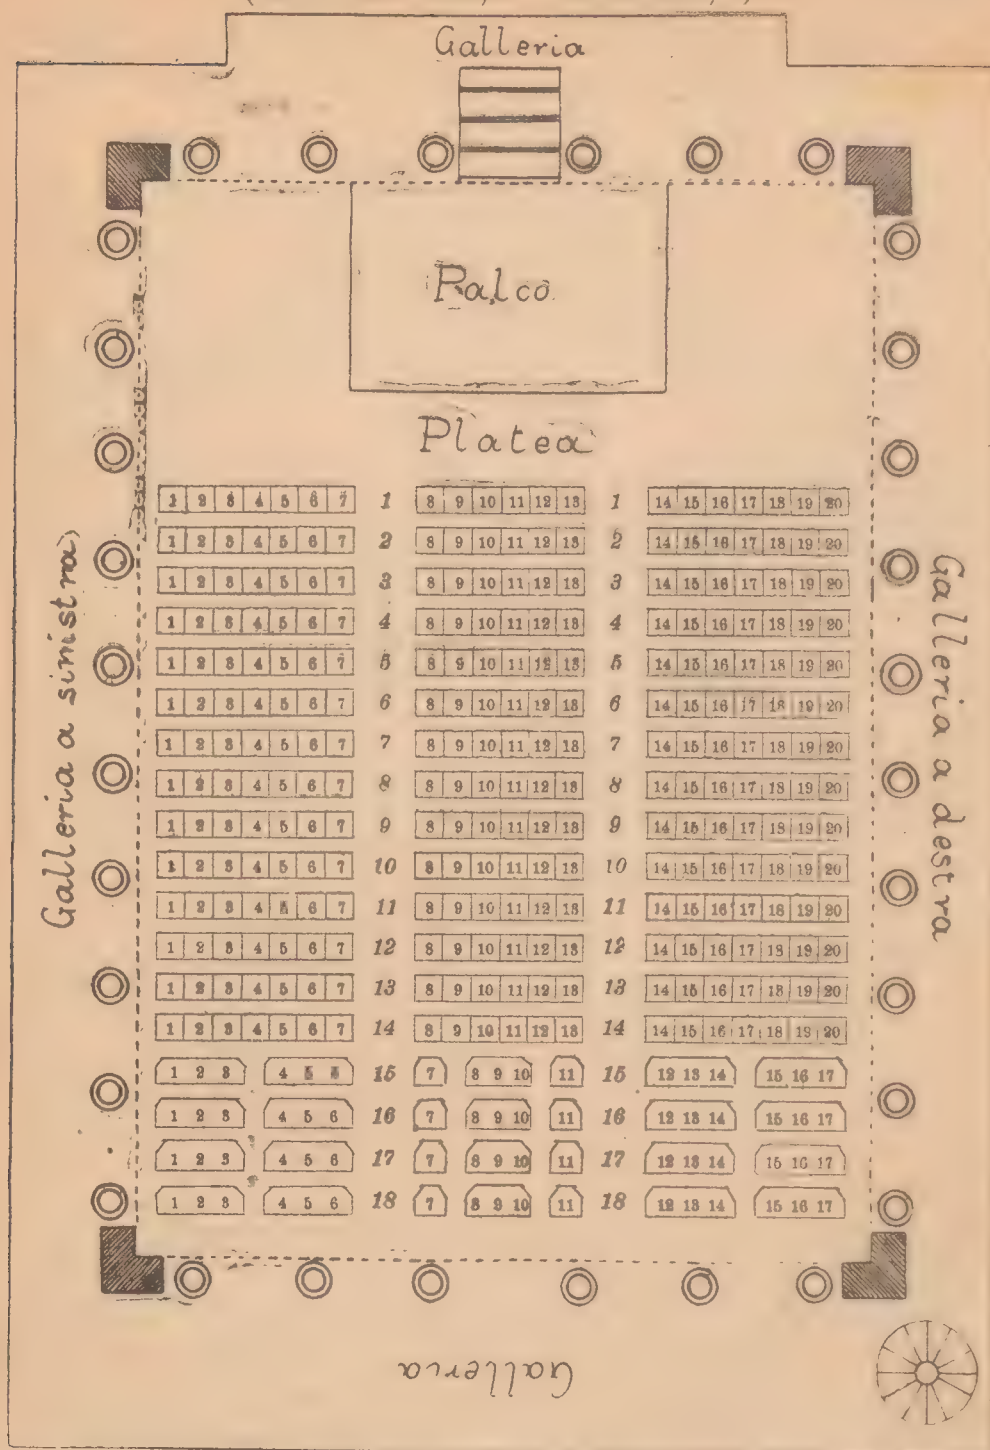 Galleria
Palco
Platea
1 2 3 4 5 6 7 1 8 9 10 11 12 13 1 14 15 16 17 18 19 20
1 2 3 4 5 6 7 2 8 9 10 11 12 13 2 14 15 16 17 18 19 20
1 2 3 4 5 6 7 3 8 9 10 11 12 13 3 14 15 16 17 18 19 20
1 2 3 4 5 6 7 4 8 9 10 11 12 13 4 14 15 16 17 18 19 20
1 2 3 4 5 6 7 5 8 9 10 11 12 13 5 14 15 16 17 18 19 20
1 2 3 4 5 6 7 6 8 9 10 11 12 13 6 14 15 16 17 18 19 20
1 2 3 4 5 6 7 7 8 9 10 11 12 13 7 14 15 16 17 18 19 20
1 2 3 4 5 6 7 8 8 9 10 11 12 13 8 14 15 16 17 18 19 20
1 2 3 4 5 6 7 9 8 9 10 11 12 13 9 14 15 16 17 18 19 20
1 2 3 4 5 6 7 10 8 9 10 11 12 13 10 14 15 16 17 18 19 20
1 2 3 4 5 6 7 11 8 9 10 11 12 13 11 14 15 16 17 18 19 20
1 2 3 4 5 6 7 12 8 9 10 11 12 13 12 14 15 16 17 18 19 20
1 2 3 4 5 6 7 13 8 9 10 11 12 13 13 14 15 16 17 18 19 20
1 2 3 4 5 6 7 14 8 9 10 11 12 13 14 14 15 16 17 18 19 20
1 2 3 4 15 7 8 9 10 11 15 12 13 14 15 16 17
1 2 3 4 5 6 16 7 8 9 10 11 16 12 13 14 15 16 17
1 2 3 4 5 6 17 7 8 9 10 11 17 12 13 14 15 16 17
1 2 3 4 5 6 18 7 8 9 10 11 18 12 13 14 15 16 17
Galleria a sinistra)
Galleria a destra
Galleria